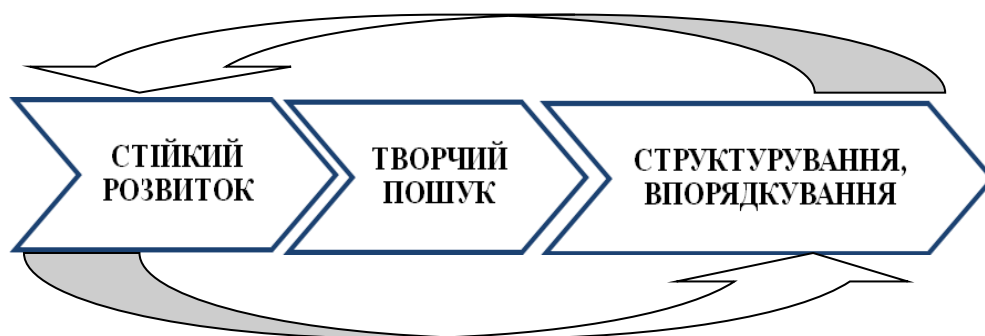 СТІЙКИЙ
РОЗВИТОК
ТВОРЧИЙ
ПОШУК
СТРУКТУРУВАННЯ,
ВПОРЯДКУВАННЯ